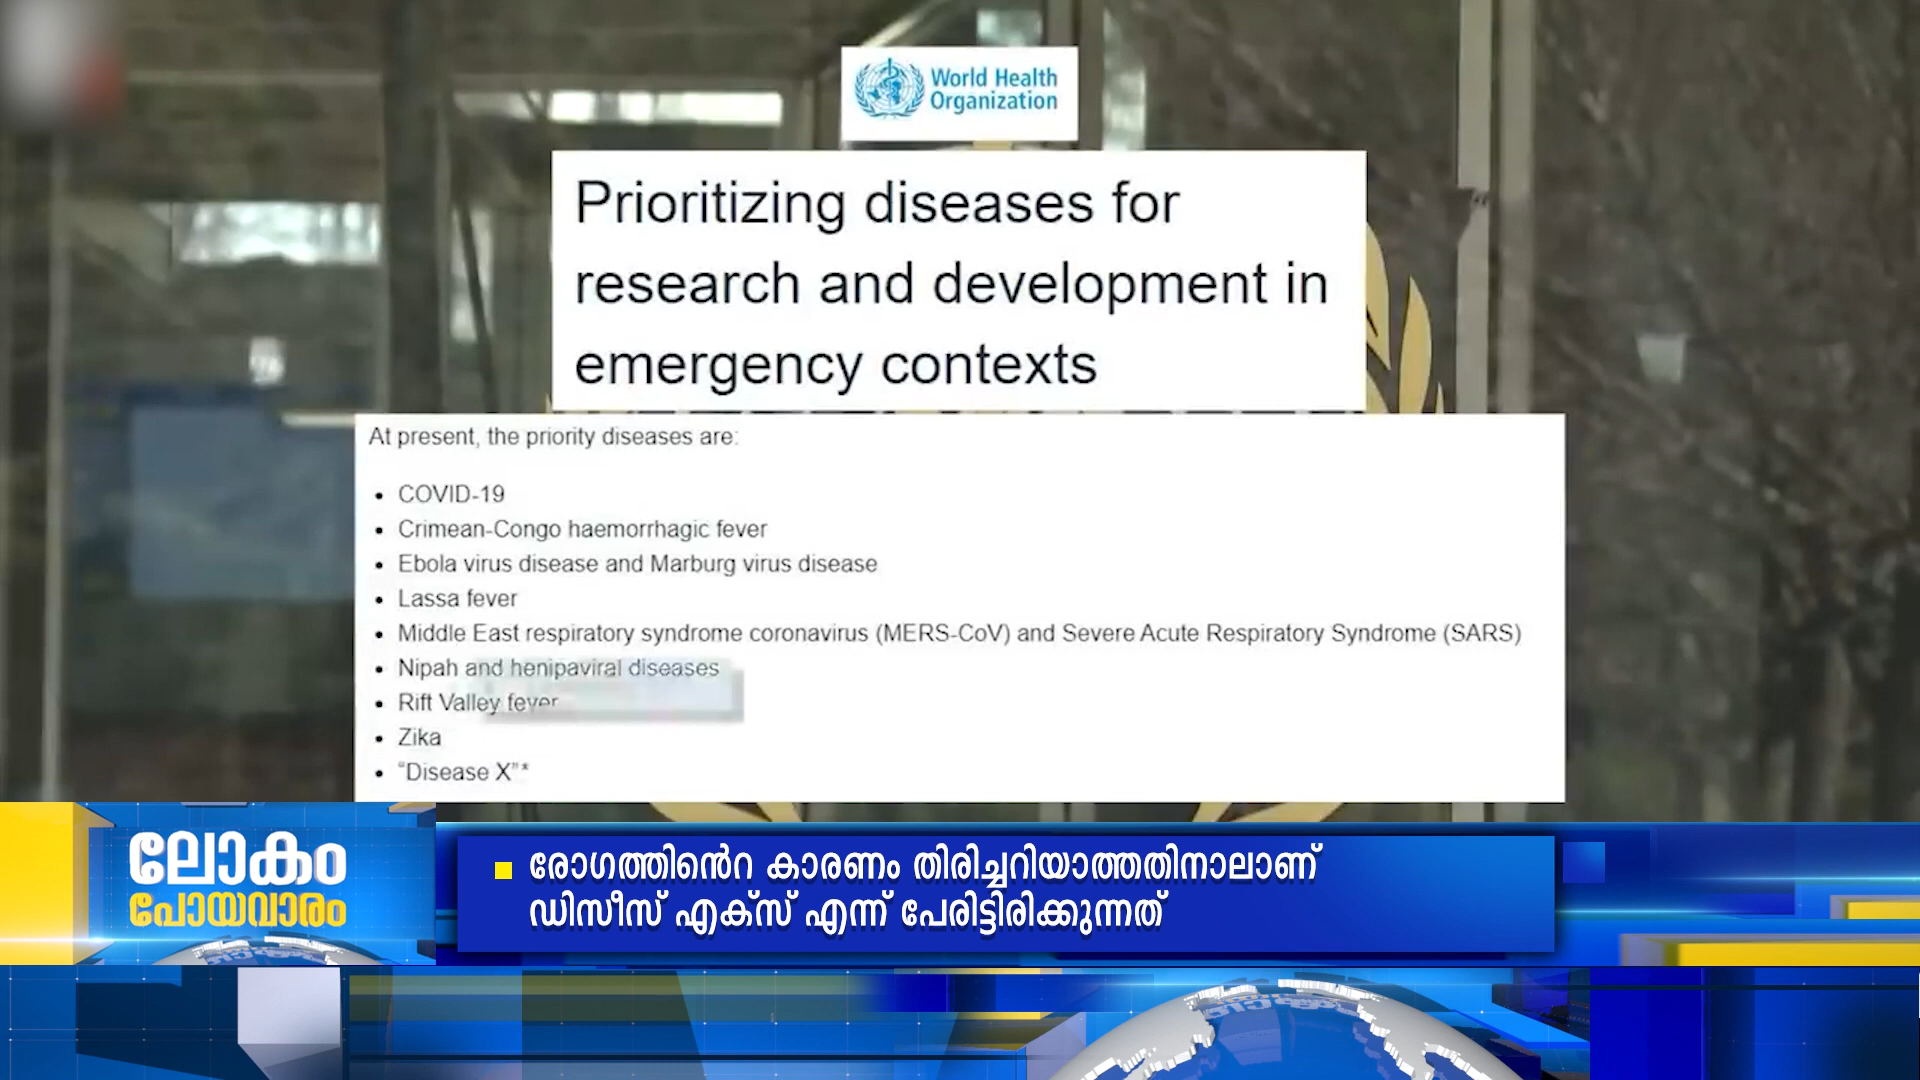 World Health
Organization
Prioritizing diseases for
research and development in
emergency contexts
At present, the priority diseases are:
• COVID-19
• Crimean-Congo haemorrhagic fever
• Ebola virus disease and Marburg virus disease
• Lassa fever
• Middle East respiratory syndrome coronavirus (MERS-CoV) and Severe Acute Respiratory Syndrome (SARS)
• Nipah and henipaviral diseases
• Rift Valley fever
• Zika
• “Disease X”*
ലോകം
പോയവാരം
രോഗത്തിൻെറ കാരണം തിരിച്ചറിയാത്തതിനാലാണ്
ഡിസീസ് എക്സ് എന്ന് പേരിട്ടിരിക്കുന്നത്